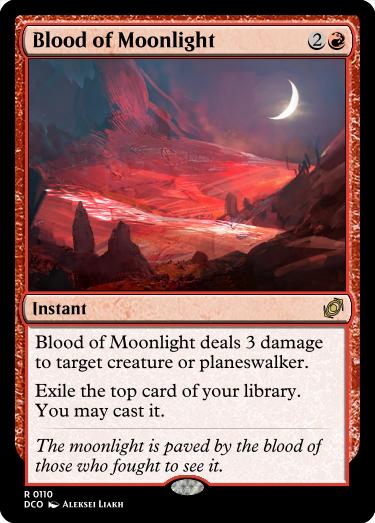 Blood of Moonlight 2
Instant
Blood of Moonlight deals 3 damage
to target creature or planeswalker.
Exile the top card of your library.
You may cast it.
The moonlight is paved by the blood of
those who fought to see it.
R 0110
DCO Aleksei Liakh